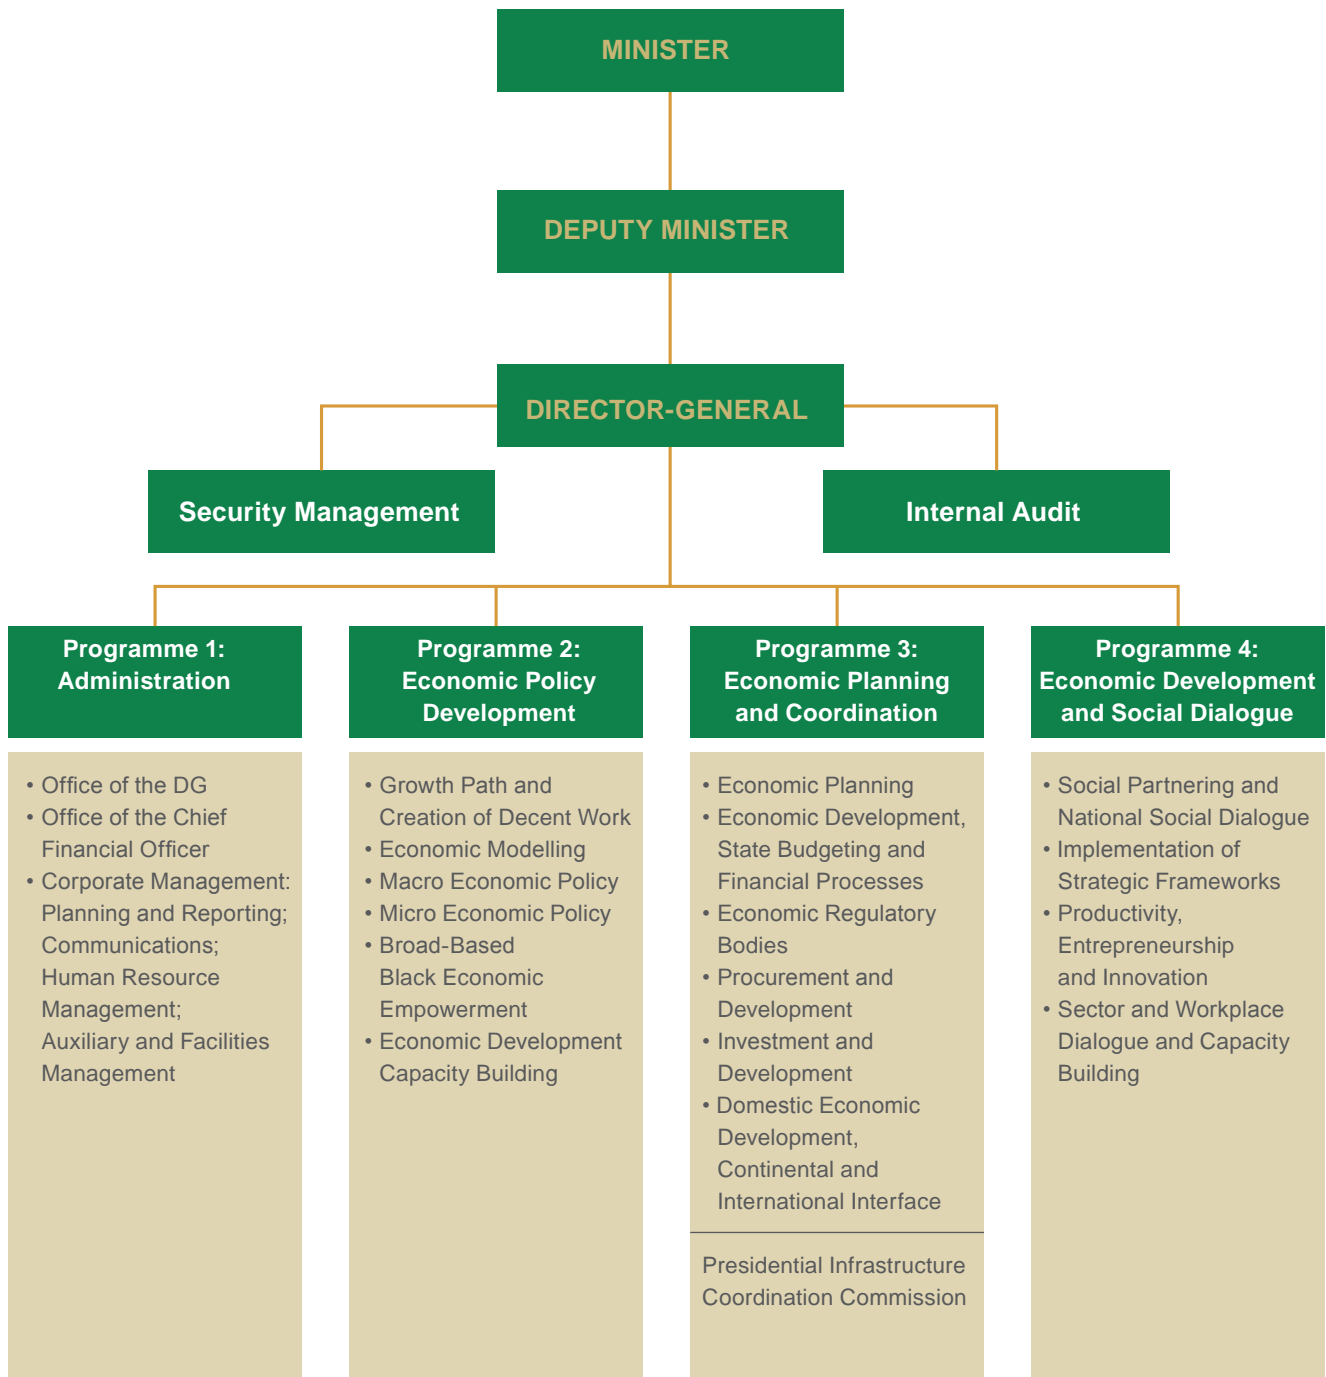 MINISTER
DEPUTY MINISTER
DIRECTOR-GENERAL
Security Management
Internal Audit
Programme 1:
Administration
• Office of the DG
• Office of the Chief
Financial Officer
• Corporate Management:
Planning and Reporting;
Communications;
Human Resource
Management;
Auxiliary and Facilities
Management
Programme 2:
Economic Policy
Development
• Growth Path and
Creation of Decent Work
• Economic Modelling
• Macro Economic Policy
• Micro Economic Policy
• Broad-Based
Black Economic
Empowerment
• Economic Development
Capacity Building
Programme 3:
Economic Planning
and Coordination
• Economic Planning
• Economic Development,
State Budgeting and
Financial Processes
• Economic Regulatory
Bodies
• Procurement and
Development
• Investment and
Development
• Domestic Economic
Development,
Continental and
International Interface
Presidential Infrastructure
Coordination Commission
Programme 4:
Economic Development
and Social Dialogue
• Social Partnering and
National Social Dialogue
• Implementation of
Strategic Frameworks
• Productivity,
Entrepreneurship
and Innovation
• Sector and Workplace
Dialogue and Capacity
Building